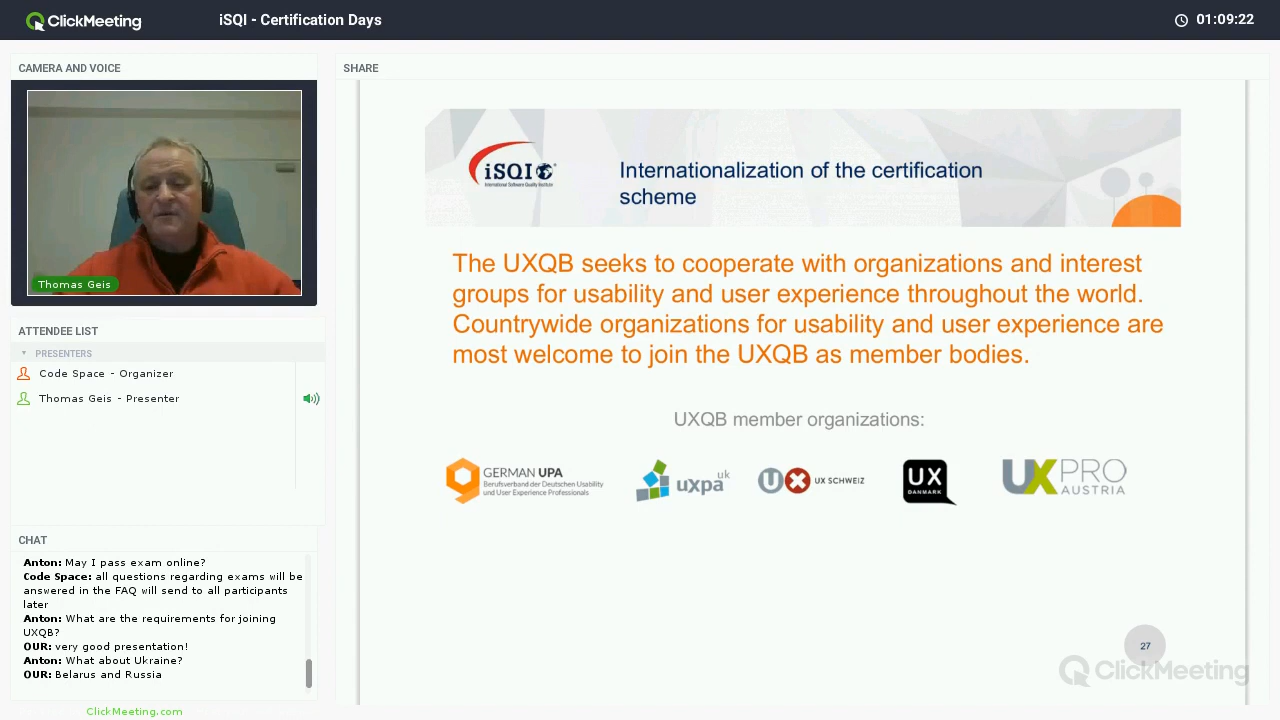 ClickMeeting
iSQI - Certification Days
01:09:22
CAMERA AND VOICE
Thomas Geis
ATTENDEE LIST
PRESENTERS
Code Space - Organizer
Thomas Geis - Presenter
CHAT
Anton: May I pass exam online?
Code Space: all questions regarding exams will be
answered in the FAQ will send to all participants
later
Anton: What are the requirements for joining
UXQB?
OUR: very good presentation!
Anton: What about Ukraine?
OUR: Belarus and Russia
ClickMeeting.com
SHARE
iSQI
International Software Quality Institute
Internationalization of the certification
scheme
The UXQB seeks to cooperate with organizations and interest
groups for usability and user experience throughout the world.
Countrywide organizations for usability and user experience are
most welcome to join the UXQB as member bodies.
UXQB member organizations:
GERMAN UPA
Berufsverband der Deutschen Usability
und User Experience Professionals
uxpa uk
UX UX SCHWEIZ
UX
DANMARK
UXPRO
AUSTRIA
27
ClickMeeting